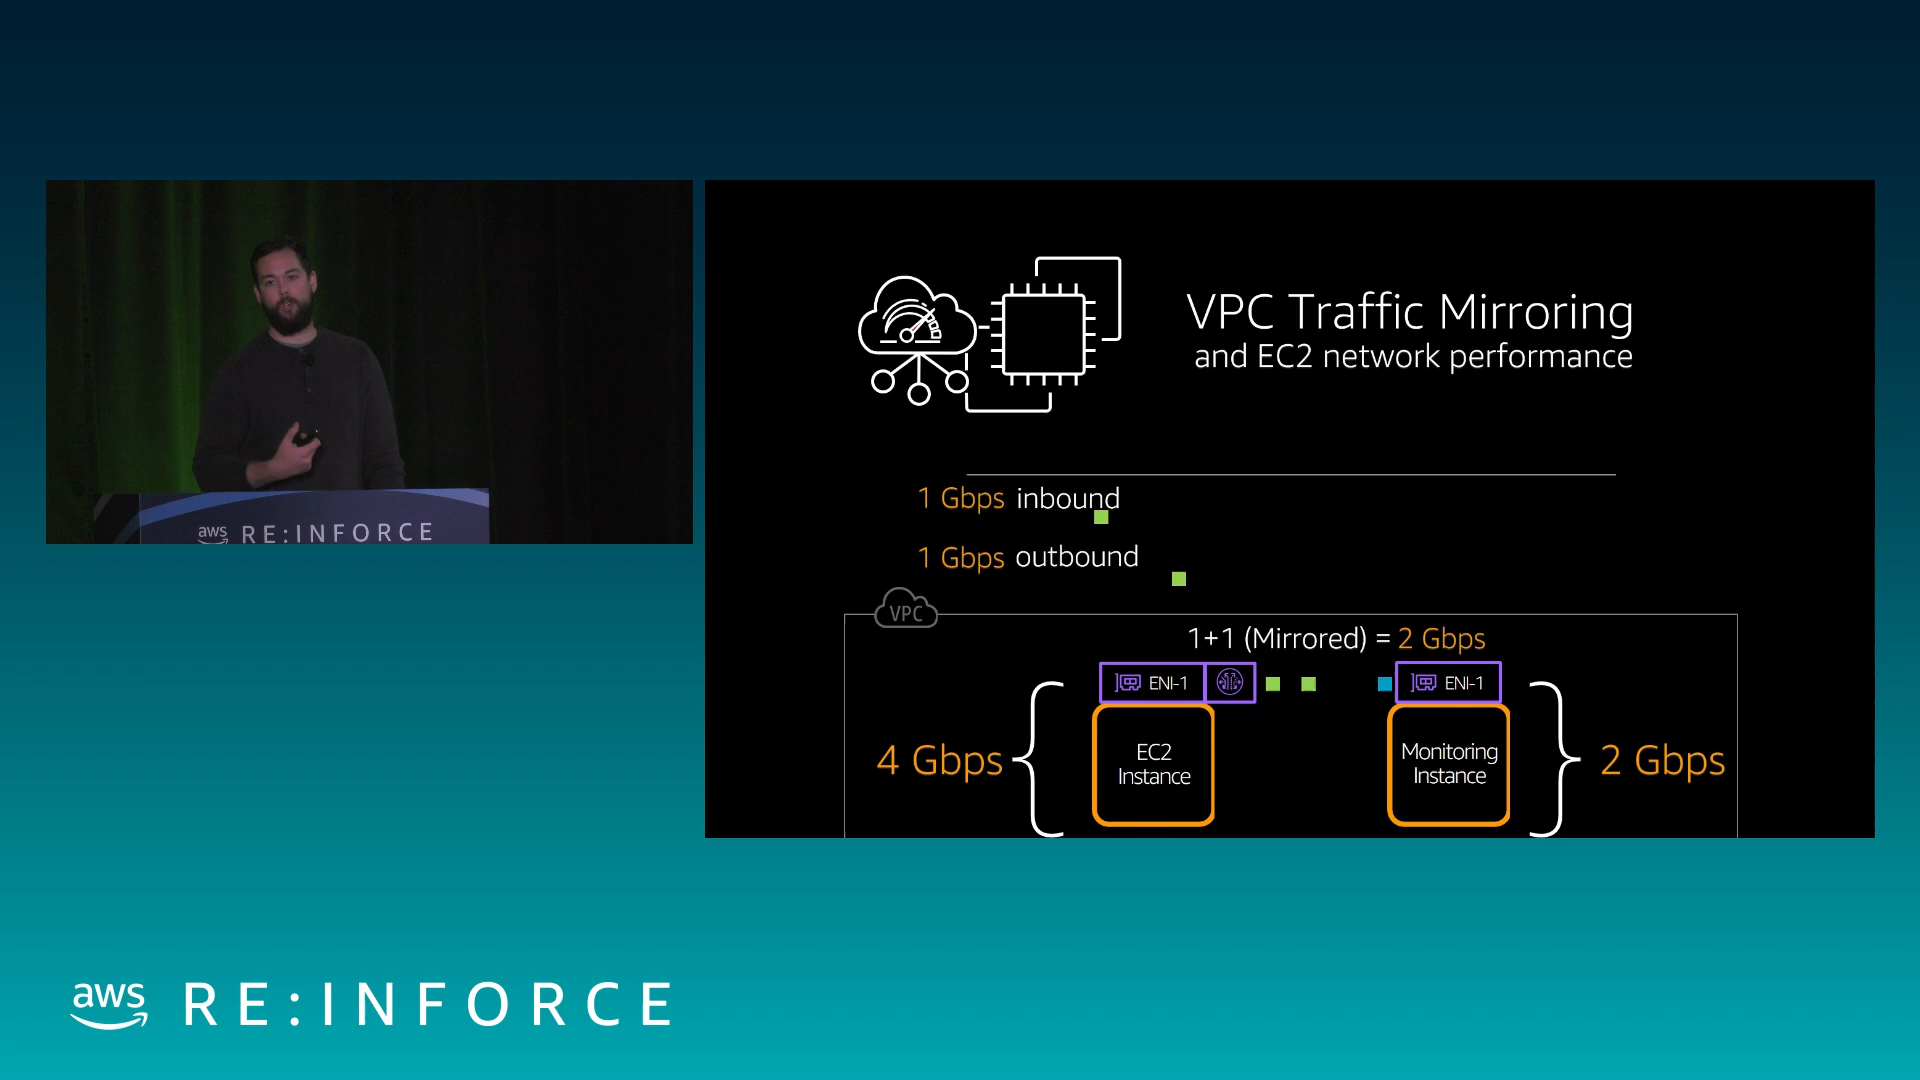 aws RE:INFORCE
VPC Traffic Mirroring
and EC2 network performance
1 Gbps inbound
1 Gbps outbound
VPC
1+1 (Mirrored) = 2 Gbps
ENI-1
ENI-1
4 Gbps
EC2
Instance
Monitoring
Instance
2 Gbps
aws RE:INFORCE